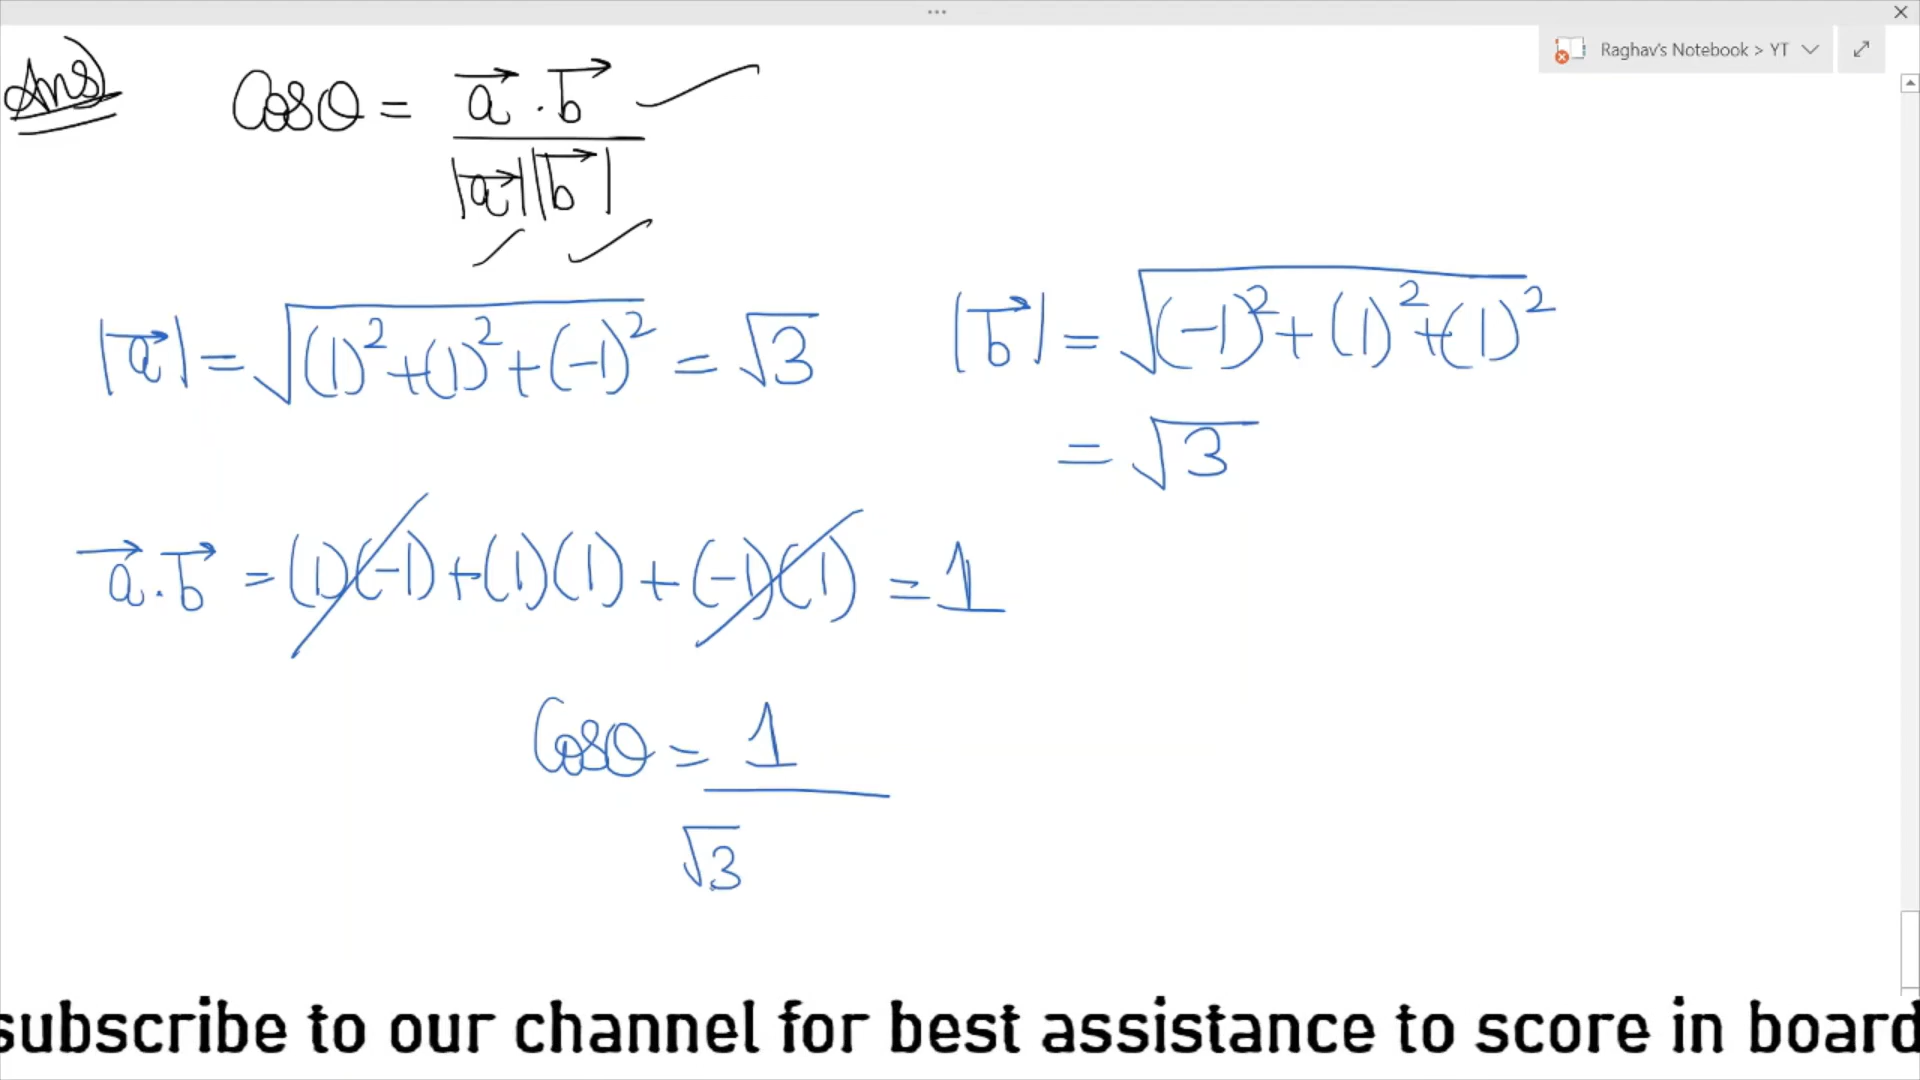 Raghav's Notebook > YT
Ans)
Cosθ = a⃗ . b⃗ / |a⃗||b⃗|
|a⃗| = √((1)² + (1)² + (-1)²) = √3
|b⃗| = √((-1)² + (1)² + (1)²)
= √3
a⃗ . b⃗ = (1)(-1) + (1)(1) + (-1)(1) = 1
Cosθ = 1 / √3
subscribe to our channel for best assistance to score in board